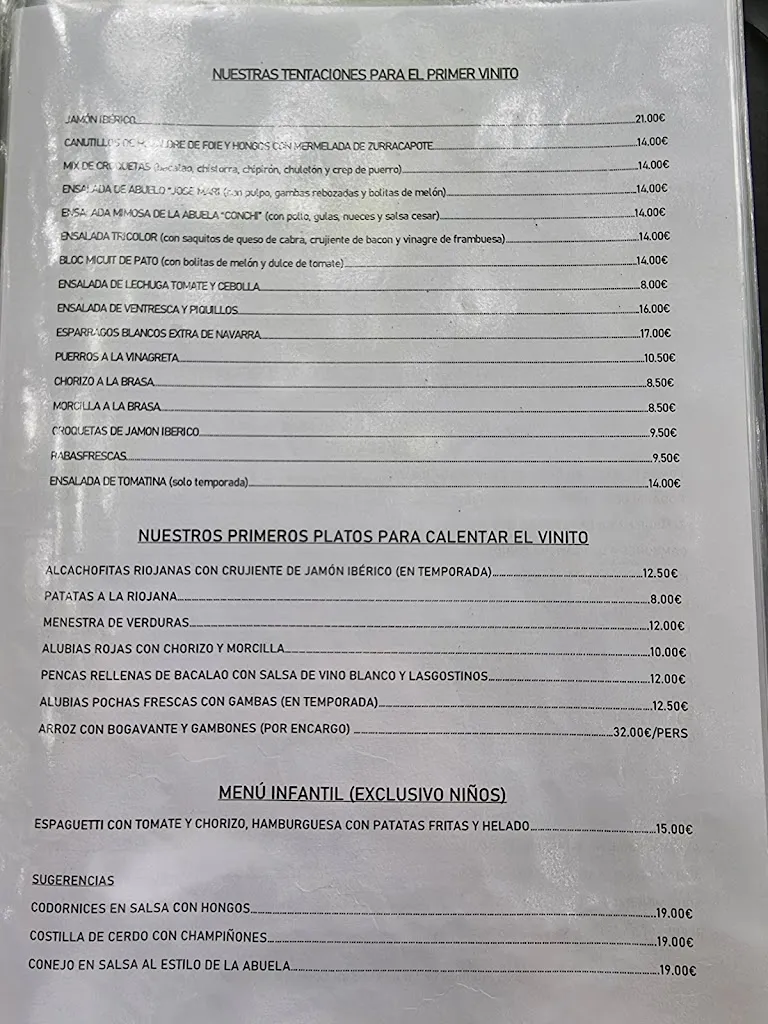 NUESTRAS TENTACIONES PARA EL PRIMER VINITO
JAMÓN IBÉRICO 21.00€
CANUTILLOS DE FOIE Y HONGOS CON MERMELADA DE ZURRACAPOTE 14.00€
MIX DE CROQUETAS (bacalao, chistorra, chipirón, chuletón y crep de puerro) 14.00€
ENSALADA DE ABUELO "JOSE MARI (con pulpo, gambas rebozadas y bolitas de melón) 14.00€
ENSALADA MIMOSA DE LA ABUELA "CONCHI" (con pollo, gulas, nueces y salsa cesar) 14.00€
ENSALADA TRICOLOR (con saquitos de queso de cabra, crujiente de bacon y vinagre de frambuesa) 14.00€
BLOC MICUIT DE PATO (con bolitas de melón y dulce de tomate) 14.00€
ENSALADA DE LECHUGA TOMATE Y CEBOLLA 8.00€
ENSALADA DE VENTRESCA Y PIQUILLOS 16.00€
ESPARRAGOS BLANCOS EXTRA DE NAVARRA 17.00€
PUERROS A LA VINAGRETA 10.50€
CHORIZO A LA BRASA 8.50€
MORCILLA A LA BRASA 8.50€
CROQUETAS DE JAMON IBERICO 9,50€
RABASFRESCAS 9.50€
ENSALADA DE TOMATINA (solo temporada) 14.00€
NUESTROS PRIMEROS PLATOS PARA CALENTAR EL VINITO
ALCACHOFITAS RIOJANAS CON CRUJIENTE DE JAMÓN IBÉRICO (EN TEMPORADA) 12.50€
PATATAS A LA RIOJANA 8.00€
MENESTRA DE VERDURAS 12.00€
ALUBIAS ROJAS CON CHORIZO Y MORCILLA 10.00€
PENCAS RELLENAS DE BACALAO CON SALSA DE VINO BLANCO Y LASGOSTINOS 12.00€
ALUBIAS POCHAS FRESCAS CON GAMBAS (EN TEMPORADA) 12.50€
ARROZ CON BOGAVANTE Y GAMBONES (POR ENCARGO) 32.00€/PERS
MENÚ INFANTIL (EXCLUSIVO NIÑOS)
ESPAGUETTI CON TOMATE Y CHORIZO, HAMBURGUESA CON PATATAS FRITAS Y HELADO 15.00€
SUGERENCIAS
CODORNICES EN SALSA CON HONGOS 19.00€
COSTILLA DE CERDO CON CHAMPIÑONES 19.00€
CONEJO EN SALSA AL ESTILO DE LA ABUELA 19.00€